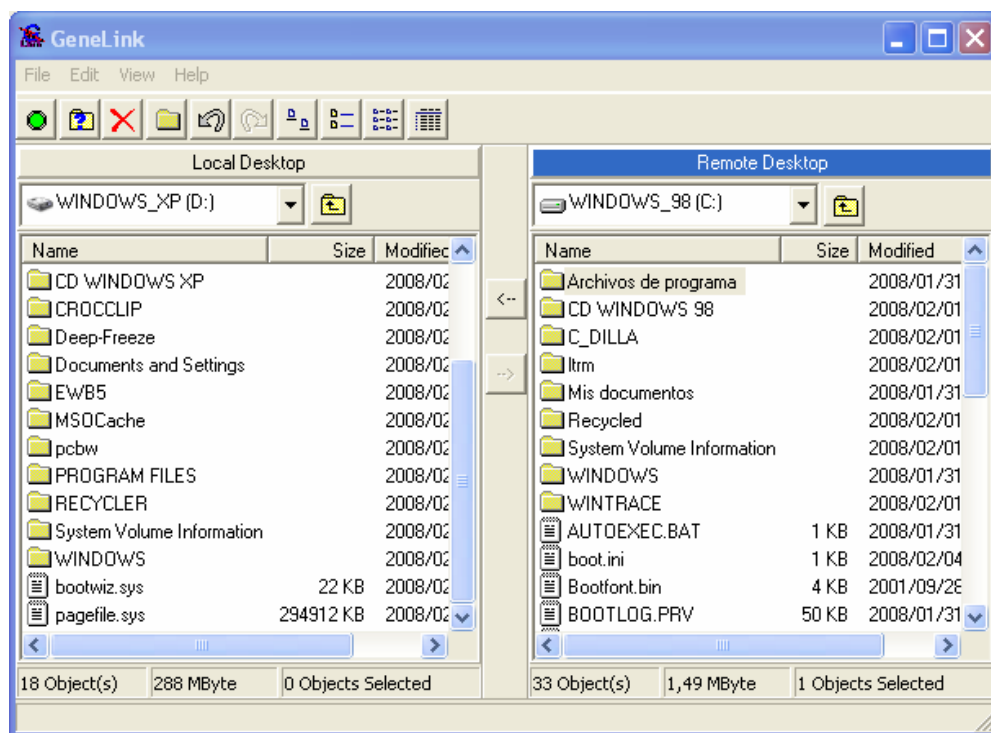 GeneLink
File Edit View Help
Local Desktop
WINDOWS_XP (D:)
Name Size Modified
CD WINDOWS XP 2008/02
CROCCLIP 2008/02
Deep-Freeze 2008/02
Documents and Settings 2008/02
EWB5 2008/02
MSOCache 2008/02
pcbw 2008/02
PROGRAM FILES 2008/02
RECYCLER 2008/02
System Volume Information 2008/02
WINDOWS 2008/02
bootwiz.sys 22 KB 2008/02
pagefile.sys 294912 KB 2008/02
18 Object(s) 288 MByte 0 Objects Selected
<--
-->
Remote Desktop
WINDOWS_98 (C:)
Name Size Modified
Archivos de programa 2008/01/31
CD WINDOWS 98 2008/02/01
C_DILLA 2008/02/01
ltrm 2008/02/01
Mis documentos 2008/01/31
Recycled 2008/02/01
System Volume Information 2008/02/01
WINDOWS 2008/01/31
WINTRACE 2008/02/01
AUTOEXEC.BAT 1 KB 2008/01/31
boot.ini 1 KB 2008/02/04
Bootfont.bin 4 KB 2001/09/28
BOOTLOG.PRV 50 KB 2008/01/31
33 Object(s) 1,49 MByte 1 Objects Selected